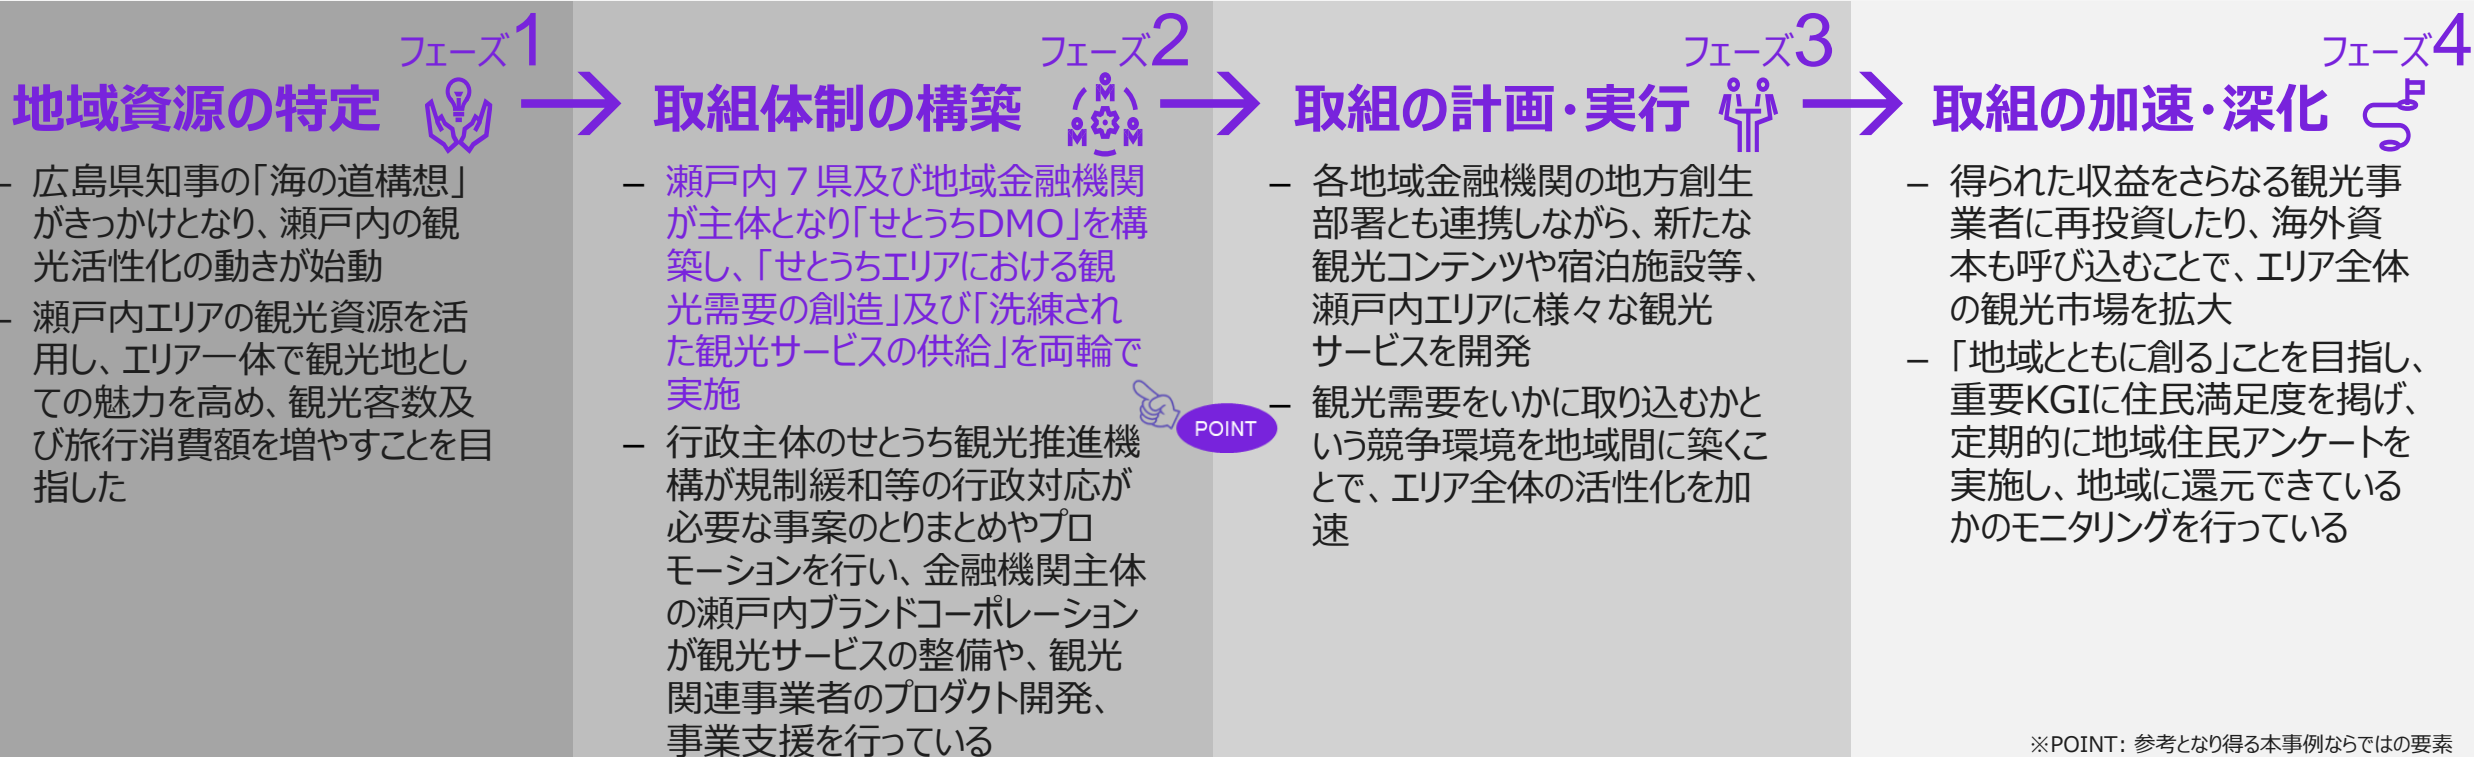 フェーズ1
地域資源の特定
– 広島県知事の「海の道構想」
がきっかけとなり、瀬戸内の観
光活性化の動きが始動
– 瀬戸内エリアの観光資源を活
用し、エリア一体で観光地とし
ての魅力を高め、観光客数及
び旅行消費額を増やすことを目
指した
フェーズ2
取組体制の構築
– 瀬戸内７県及び地域金融機関
が主体となり「せとうちDMO」を構
築し、「せとうちエリアにおける観
光需要の創造」及び「洗練され
た観光サービスの供給」を両輪で
実施
POINT
– 行政主体のせとうち観光推進機
構が規制緩和等の行政対応が
必要な事案のとりまとめやプロ
モーションを行い、金融機関主体
の瀬戸内ブランドコーポレーション
が観光サービスの整備や、観光
関連事業者のプロダクト開発、
事業支援を行っている
フェーズ3
取組の計画･実行
– 各地域金融機関の地方創生
部署とも連携しながら、新たな
観光コンテンツや宿泊施設等、
瀬戸内エリアに様々な観光
サービスを開発
– 観光需要をいかに取り込むかと
いう競争環境を地域間に築くこ
とで、エリア全体の活性化を加
速
フェーズ4
取組の加速･深化
– 得られた収益をさらなる観光事
業者に再投資したり、海外資
本も呼び込むことで、エリア全体
の観光市場を拡大
– 「地域とともに創る」ことを目指し、
重要KGIに住民満足度を掲げ、
定期的に地域住民アンケートを
実施し、地域に還元できている
かのモニタリングを行っている
※POINT: 参考となり得る本事例ならではの要素